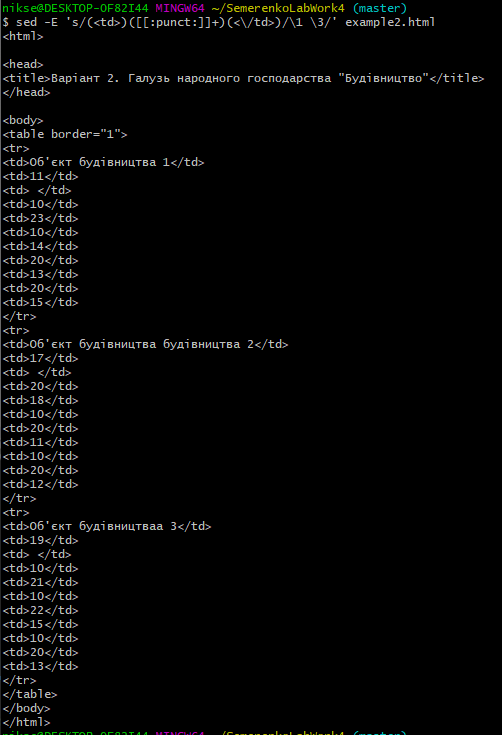 nikse@DESKTOP-OF82I44 MINGW64 ~/SemerenkoLabWork4 (master)
$ sed -E 's/(<td>)([[:punct:]]+)(<\/td>)/\1 \3/' example2.html
<html>
<head>
<title>Варіант 2. Галузь народного господарства "Будівництво"</title>
</head>
<body>
<table border="1">
<tr>
<td>Об'єкт будівництва 1</td>
<td>11</td>
<td> </td>
<td>10</td>
<td>23</td>
<td>10</td>
<td>14</td>
<td>20</td>
<td>13</td>
<td>20</td>
<td>15</td>
</tr>
<tr>
<td>Об'єкт будівництва будівництва 2</td>
<td>17</td>
<td> </td>
<td>20</td>
<td>18</td>
<td>10</td>
<td>20</td>
<td>11</td>
<td>10</td>
<td>20</td>
<td>12</td>
</tr>
<tr>
<td>Об'єкт будівництваа 3</td>
<td>19</td>
<td> </td>
<td>10</td>
<td>21</td>
<td>10</td>
<td>22</td>
<td>15</td>
<td>10</td>
<td>20</td>
<td>13</td>
</tr>
</table>
</body>
</html>
nikse@DESKTOP-OF82I44 MINGW64 ~/SemerenkoLabWork4 (master)